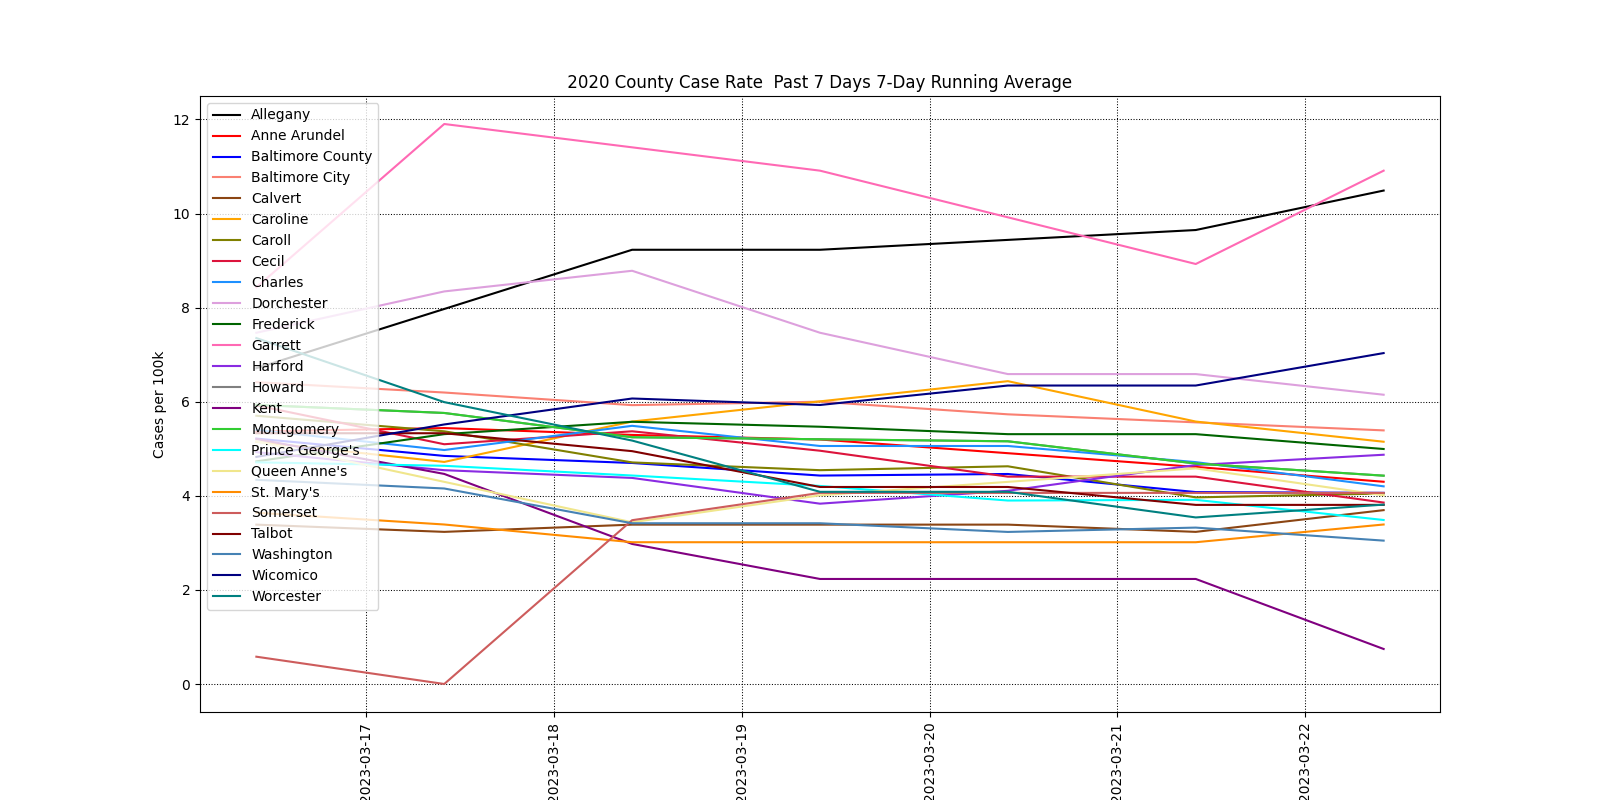 2020 County Case Rate  Past 7 Days 7-Day Running Average
Cases per 100k
12
10
8
6
4
2
0
Allegany
Anne Arundel
Baltimore County
Baltimore City
Calvert
Caroline
Caroll
Cecil
Charles
Dorchester
Frederick
Garrett
Harford
Howard
Kent
Montgomery
Prince George's
Queen Anne's
St. Mary's
Somerset
Talbot
Washington
Wicomico
Worcester
2023-03-17
2023-03-18
2023-03-19
2023-03-20
2023-03-21
2023-03-22